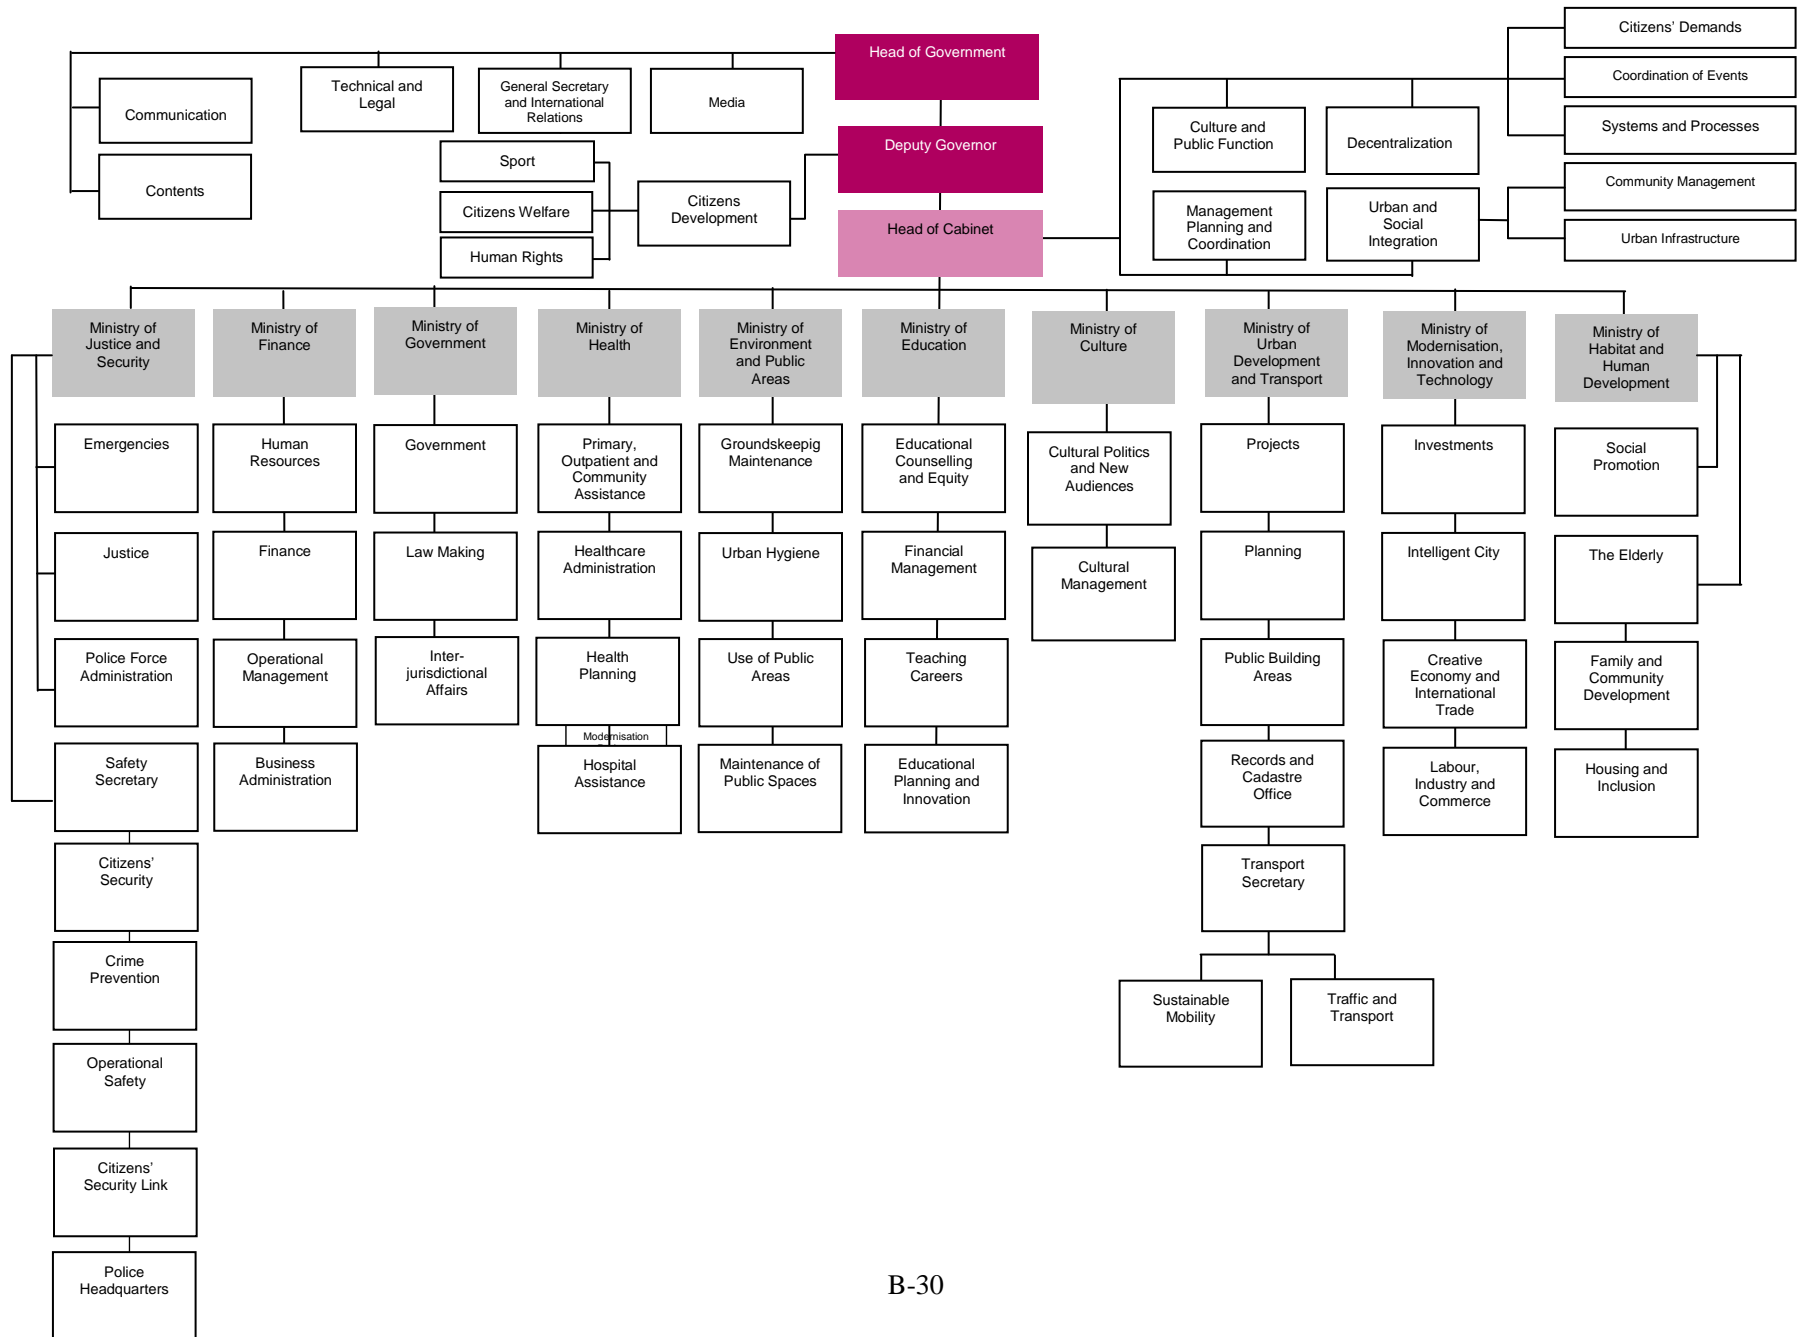 Head of Government
Technical and
Legal
General Secretary
and International
Relations
Media
Communication
Contents
Deputy Governor
Sport
Citizens Welfare
Human Rights
Citizens
Development
Head of Cabinet
Culture and
Public Function
Decentralization
Management
Planning and
Coordination
Urban and
Social
Integration
Citizens' Demands
Coordination of Events
Systems and Processes
Community Management
Urban Infrastructure
Ministry of
Justice and
Security
Ministry of
Finance
Ministry of
Government
Ministry of
Health
Ministry of
Environment
and Public
Areas
Ministry of
Education
Ministry of
Culture
Ministry of
Urban
Development
and Transport
Ministry of
Modernisation,
Innovation and
Technology
Ministry of
Habitat and
Human
Development
Emergencies
Justice
Police Force
Administration
Safety
Secretary
Citizens'
Security
Crime
Prevention
Operational
Safety
Citizens'
Security Link
Police
Headquarters
Human
Resources
Finance
Operational
Management
Business
Administration
Government
Law Making
Inter-
jurisdictional
Affairs
Primary,
Outpatient and
Community
Assistance
Healthcare
Administration
Health
Planning
Modernisation
Hospital
Assistance
Groundskeepig
Maintenance
Urban Hygiene
Use of Public
Areas
Maintenance of
Public Spaces
Educational
Counselling
and Equity
Financial
Management
Teaching
Careers
Educational
Planning and
Innovation
Cultural Politics
and New
Audiences
Cultural
Management
Projects
Planning
Public Building
Areas
Records and
Cadastre
Office
Transport
Secretary
Sustainable
Mobility
Traffic and
Transport
Investments
Intelligent City
Creative
Economy and
International
Trade
Labour,
Industry and
Commerce
Social
Promotion
The Elderly
Family and
Community
Development
Housing and
Inclusion
B-30